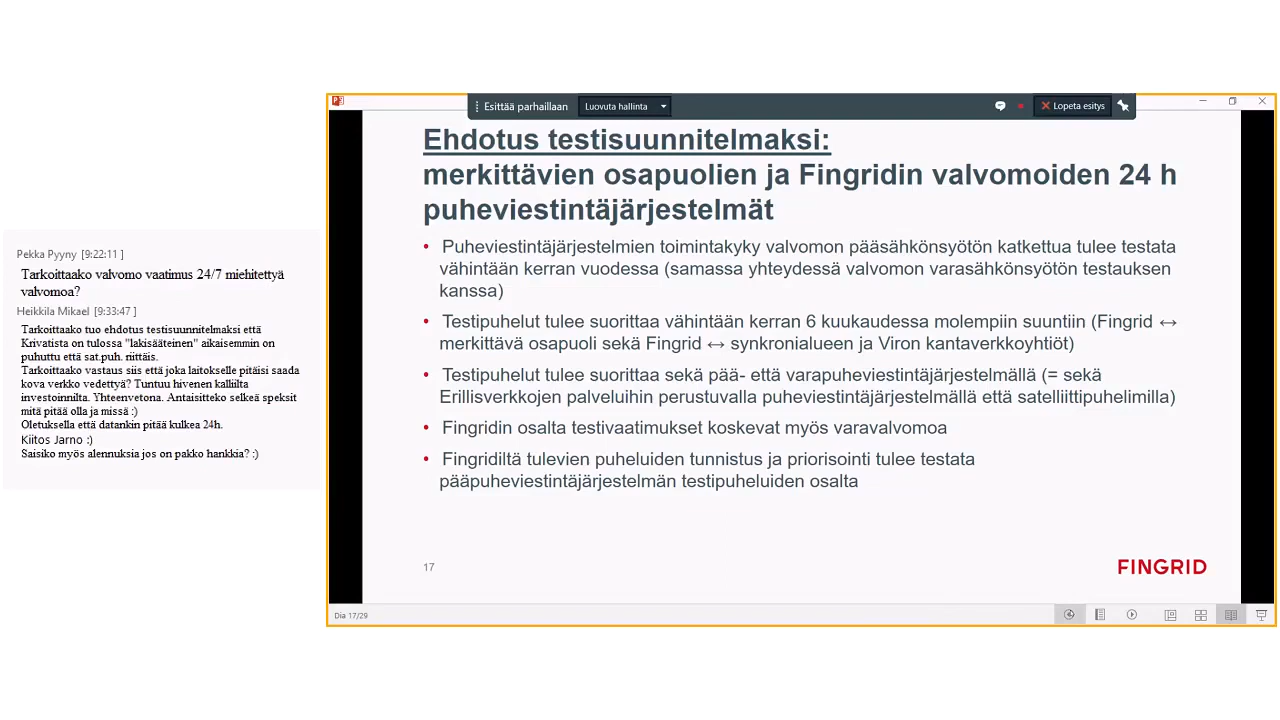 Pekka Pyyny [9:22:11 ]
Tarkoittaako valvomo vaatimus 24/7 miehitettyä
valvomoa?
Heikkila Mikael [9:33:47 ]
Tarkoittaako tuo ehdotus testisuunnitelmaksi että
Krivatista on tulossa "lakisääteinen" aikaisemmin on
puhuttu että sat.puh. riittäis.
Tarkoittaako vastaus siis että joka laitokselle pitäisi saada
kova verkko vedettyä? Tuntuu hivenen kalliilta
investoinnilta. Yhteenvetona. Antaisitteko selkeä speksit
mitä pitää olla ja missä :)
Oletuksella että datankin pitää kulkea 24h.
Kiitos Jarno :)
Saisiko myös alennuksia jos on pakko hankkia? :)
Esittää parhaillaan
Luovuta hallinta
Lopeta esitys
Ehdotus testisuunnitelmaksi:
merkittävien osapuolien ja Fingridin valvomoiden 24 h
puheviestintäjärjestelmät
• Puheviestintäjärjestelmien toimintakyky valvomon pääsähkönsyötön katkettua tulee testata
vähintään kerran vuodessa (samassa yhteydessä valvomon varasähkönsyötön testauksen
kanssa)
• Testipuhelut tulee suorittaa vähintään kerran 6 kuukaudessa molempiin suuntiin (Fingrid ↔
merkittävä osapuoli sekä Fingrid ↔ synkronialueen ja Viron kantaverkkoyhtiöt)
• Testipuhelut tulee suorittaa sekä pää- että varapuheviestintäjärjestelmällä (= sekä
Erillisverkkojen palveluihin perustuvalla puheviestintäjärjestelmällä että satelliittipuhelimilla)
• Fingridin osalta testivaatimukset koskevat myös varavalvomoa
• Fingridiltä tulevien puheluiden tunnistus ja priorisointi tulee testata
pääpuheviestintäjärjestelmän testipuheluiden osalta
17
FINGRID
Dia 17/29